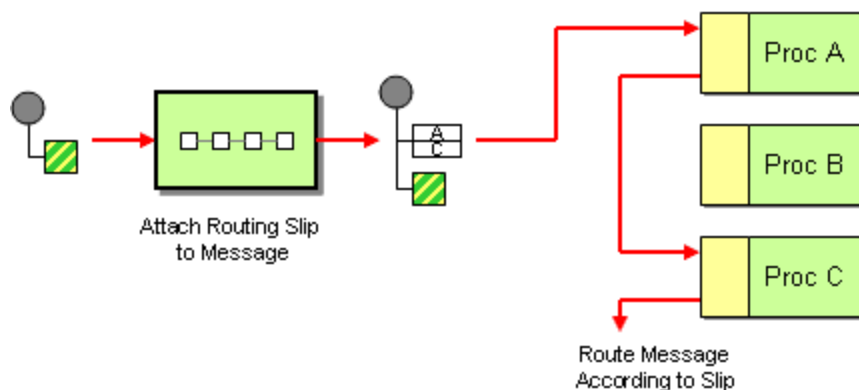 Proc A
A
C
Proc B
Attach Routing Slip
to Message
Proc C
Route Message
According to Slip